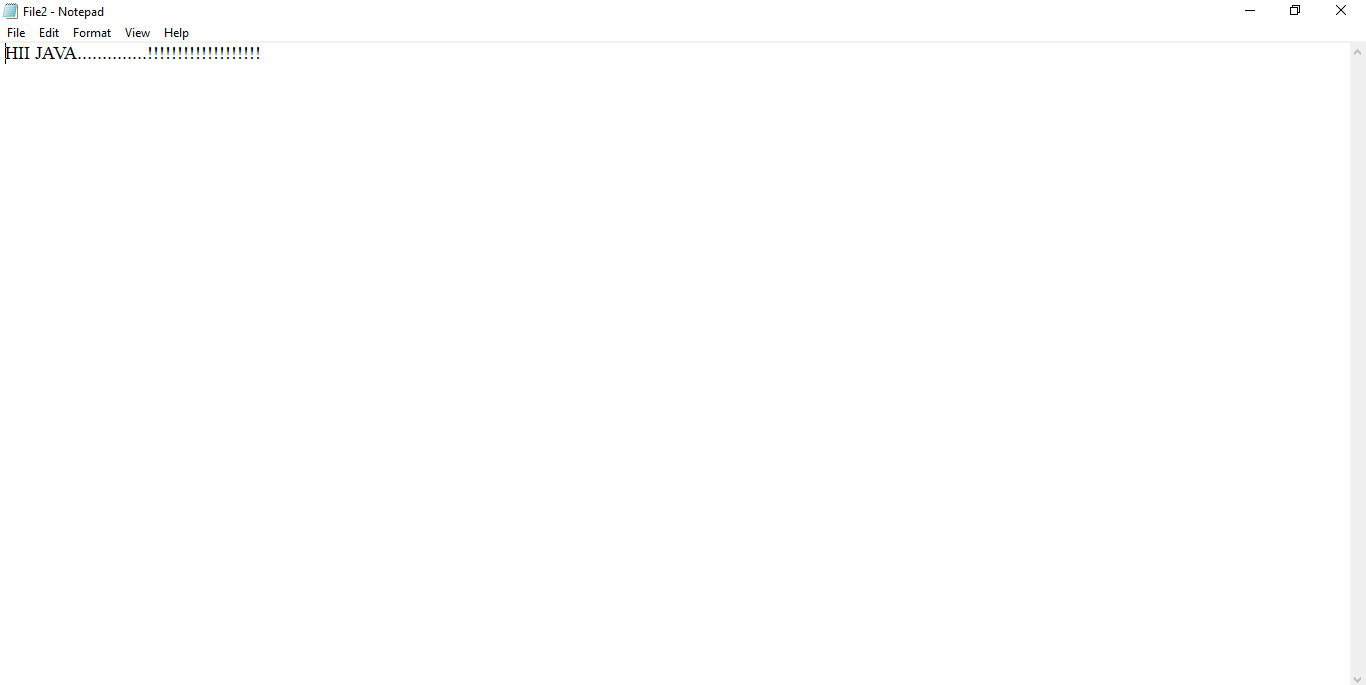 File2 - Notepad
File Edit Format View Help
HII JAVA..............!!!!!!!!!!!!!!!!!!!